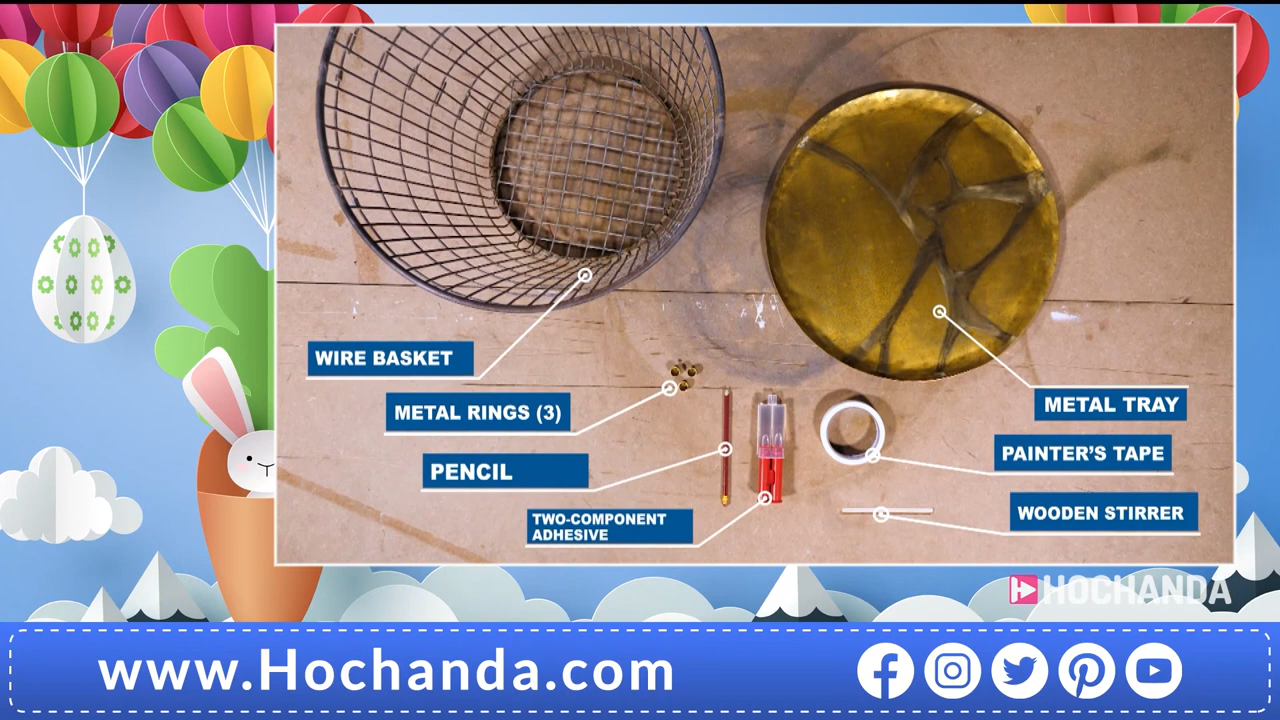 WIRE BASKET
METAL RINGS (3)
PENCIL
TWO-COMPONENT
ADHESIVE
METAL TRAY
PAINTER'S TAPE
WOODEN STIRRER
HOCHANDA
www.Hochanda.com